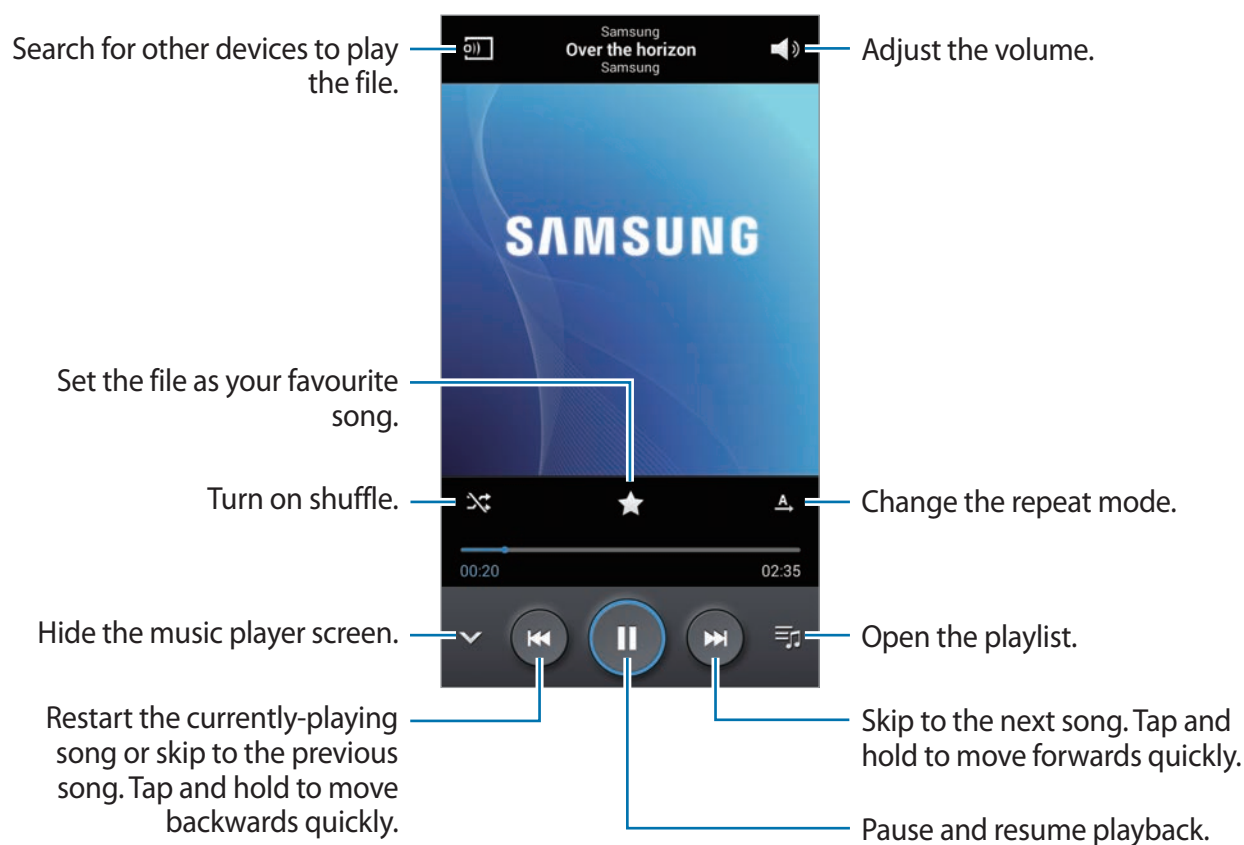 Search for other devices to play
the file.
Samsung
Over the horizon
Samsung
Adjust the volume.
SAMSUNG
Set the file as your favourite
song.
Turn on shuffle.
A
Change the repeat mode.
00:20
02:35
Hide the music player screen.
Open the playlist.
Restart the currently-playing
song or skip to the previous
song. Tap and hold to move
backwards quickly.
Skip to the next song. Tap and
hold to move forwards quickly.
Pause and resume playback.